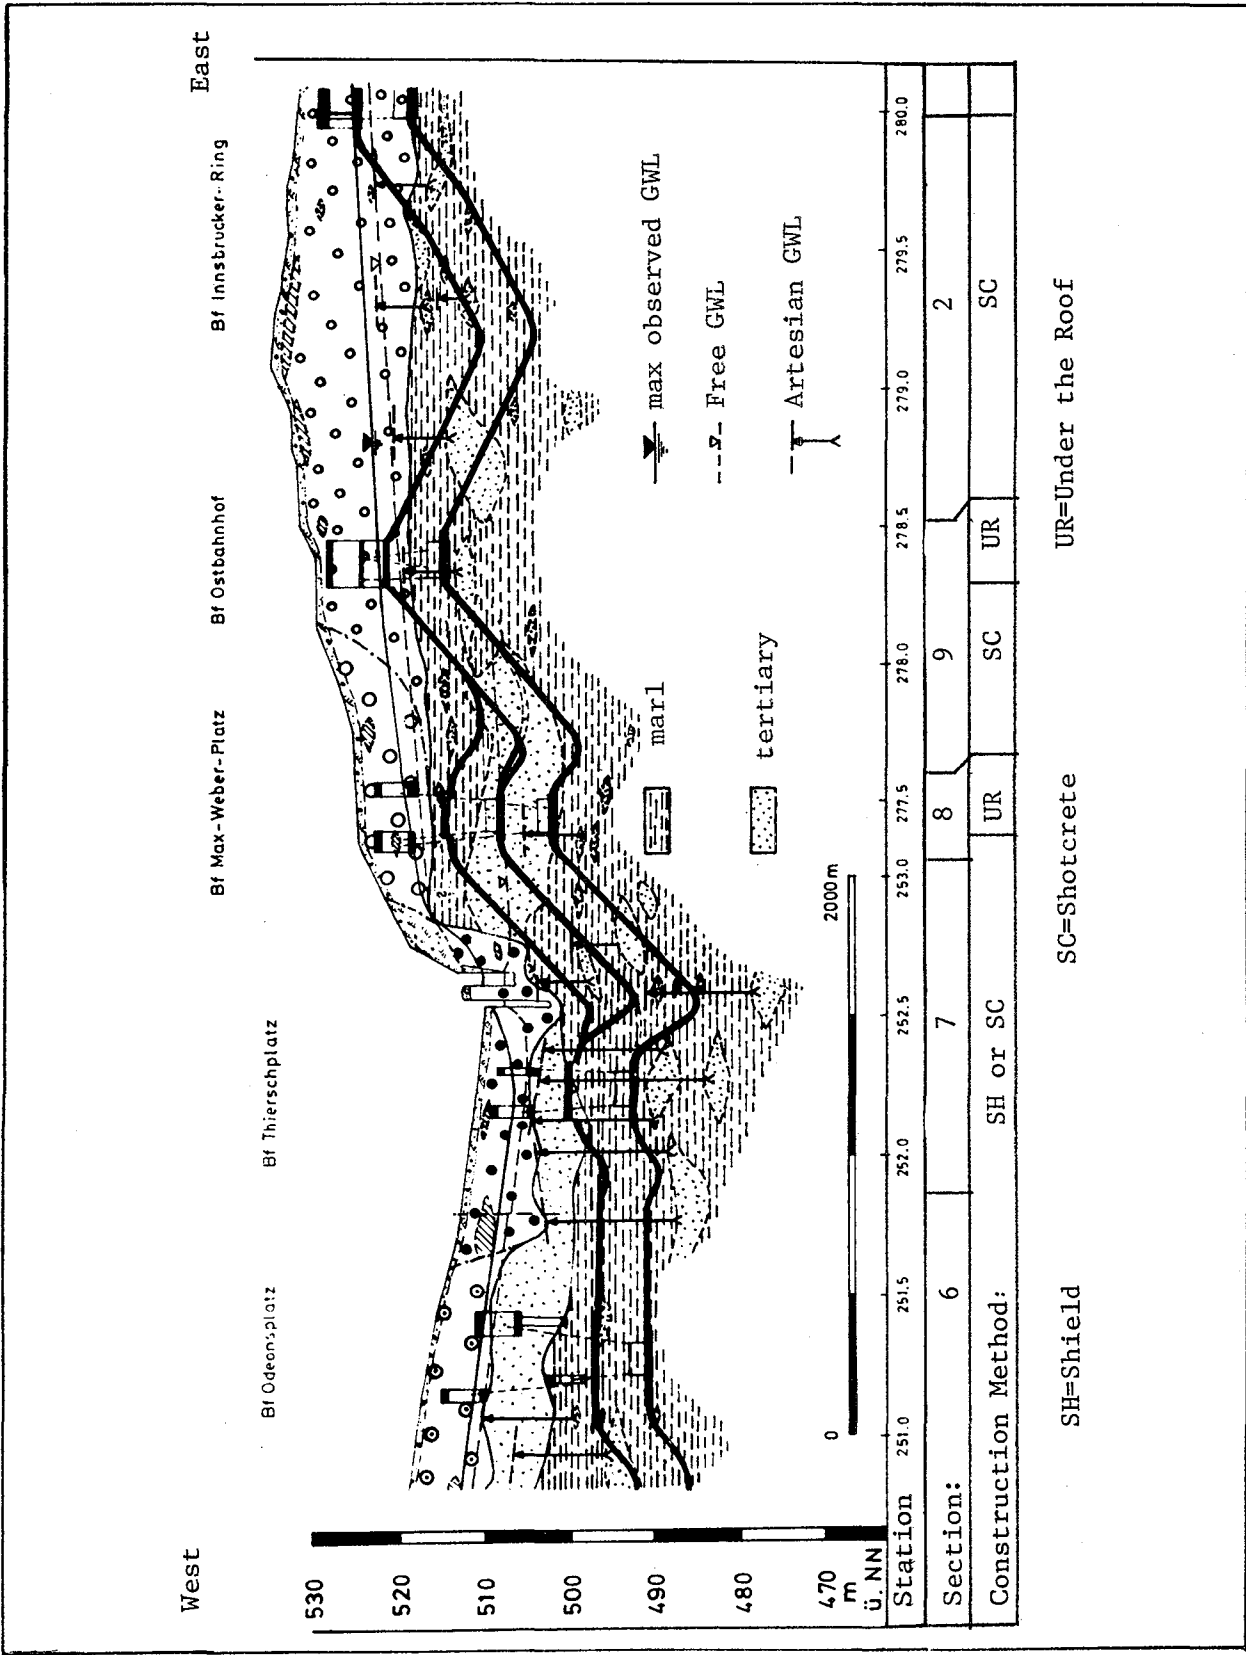 West
East
Bf Odeonsplatz
Bf Thierschplatz
Bf Max-Weber-Platz
Bf Ostbahnhof
Bf Innsbrucker-Ring
530
520
510
500
490
480
470
m
ü. NN
marl
tertiary
max observed GWL
Free GWL
Artesian GWL
0
2000 m
Station
251.0
251.5
252.0
252.5
253.0
277.5
278.0
278.5
279.0
279.5
280.0
Section:
6
7
8
9
2
Construction Method:
SH or SC
UR
SC
UR
SC
SH=Shield
SC=Shotcrete
UR=Under the Roof